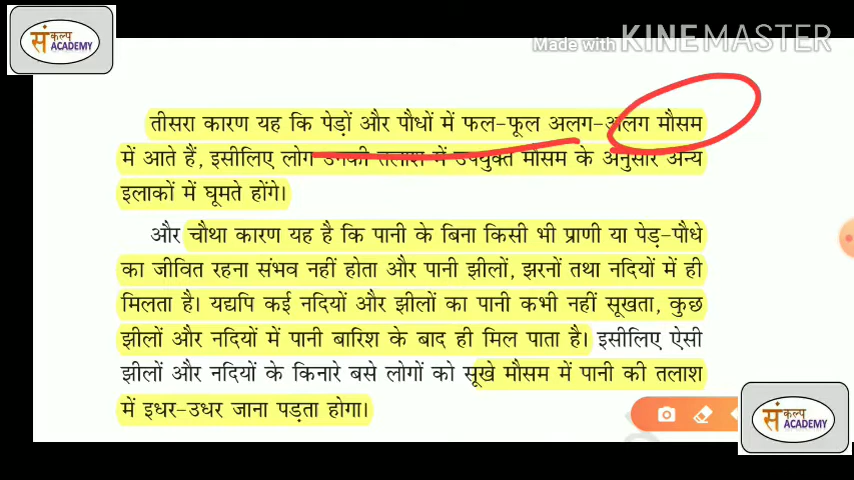 संकल्प
ACADEMY
Made with KINEMASTER
तीसरा कारण यह कि पेड़ों और पौधों में फल-फूल अलग-अलग मौसम
में आते हैं, इसीलिए लोग उनकी तलाश में उपयुक्त मौसम के अनुसार अन्य
इलाकों में घूमते होंगे।
और चौथा कारण यह है कि पानी के बिना किसी भी प्राणी या पेड़-पौधे
का जीवित रहना संभव नहीं होता और पानी झीलों, झरनों तथा नदियों में ही
मिलता है। यद्यपि कई नदियों और झीलों का पानी कभी नहीं सूखता, कुछ
झीलों और नदियों में पानी बारिश के बाद ही मिल पाता है। इसीलिए ऐसी
झीलों और नदियों के किनारे बसे लोगों को सूखे मौसम में पानी की तलाश
में इधर-उधर जाना पड़ता होगा।
संकल्प
ACADEMY